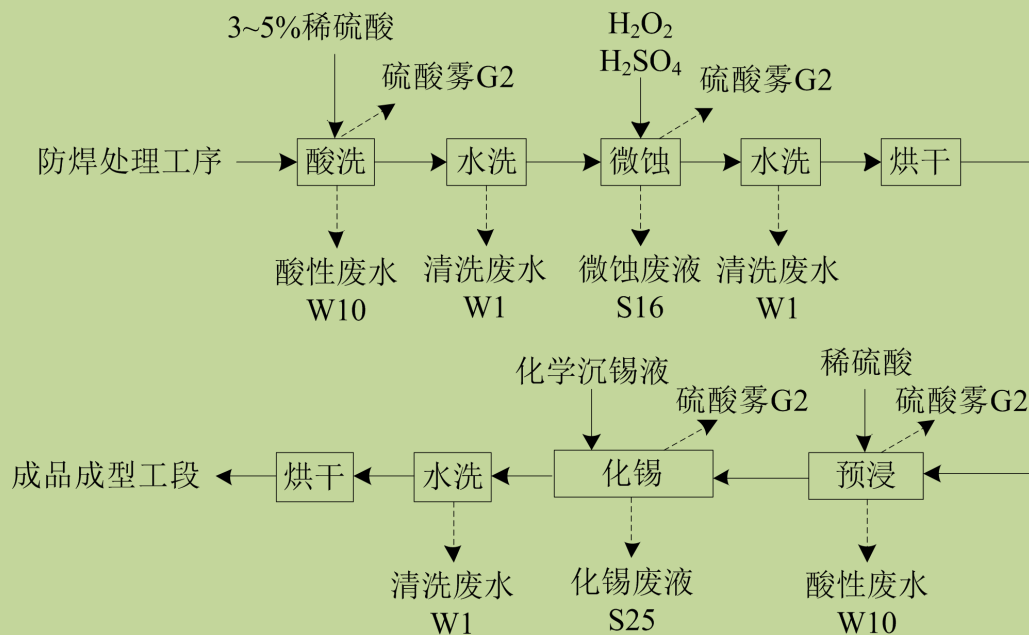 3~5%稀硫酸
硫酸雾G2
H₂O₂
H₂SO₄
硫酸雾G2
防焊处理工序
酸洗
水洗
微蚀
水洗
烘干
酸性废水
W10
清洗废水
W1
微蚀废液
S16
清洗废水
W1
化学沉锡液
硫酸雾G2
稀硫酸
硫酸雾G2
成品成型工段
烘干
水洗
化锡
预浸
清洗废水
W1
化锡废液
S25
酸性废水
W10